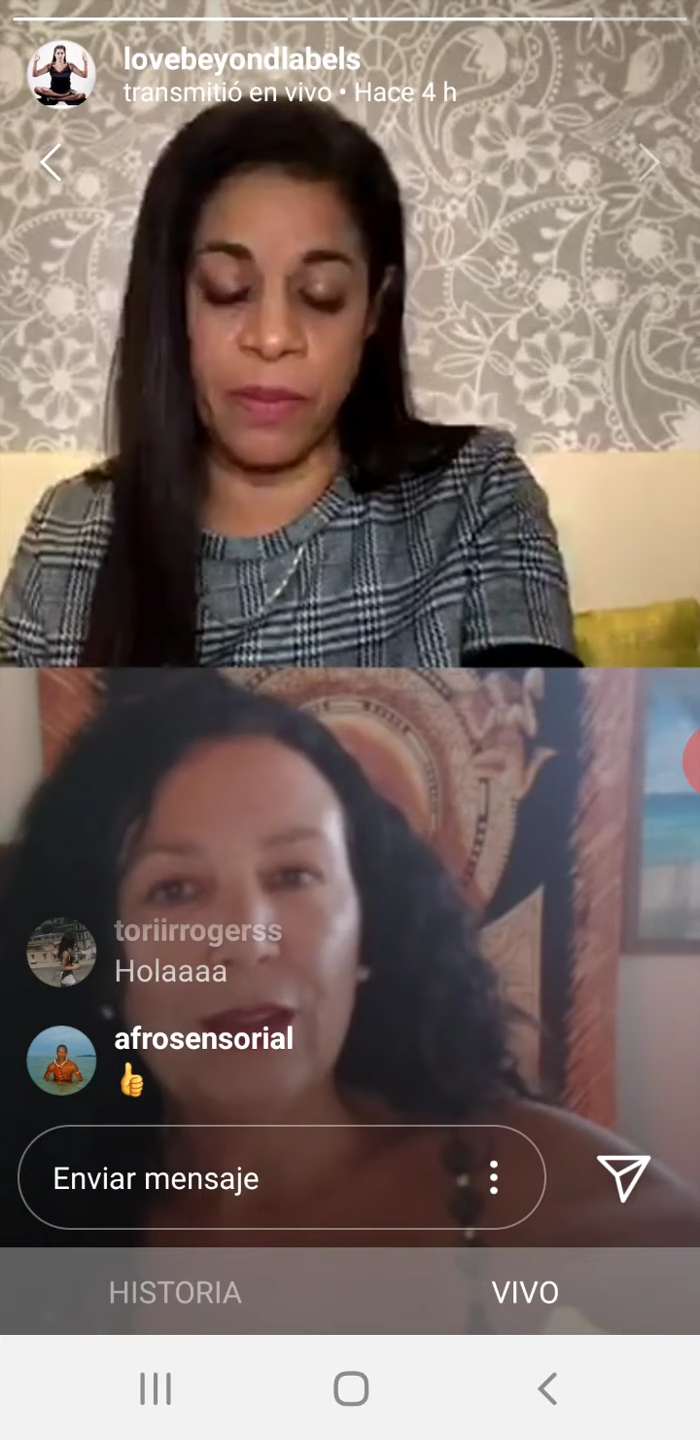 lovebeyondlabels
transmitió en vivo • Hace 4 h
toriirrogerss
Holaaaa
afrosensorial
👍
Enviar mensaje
HISTORIA
VIVO